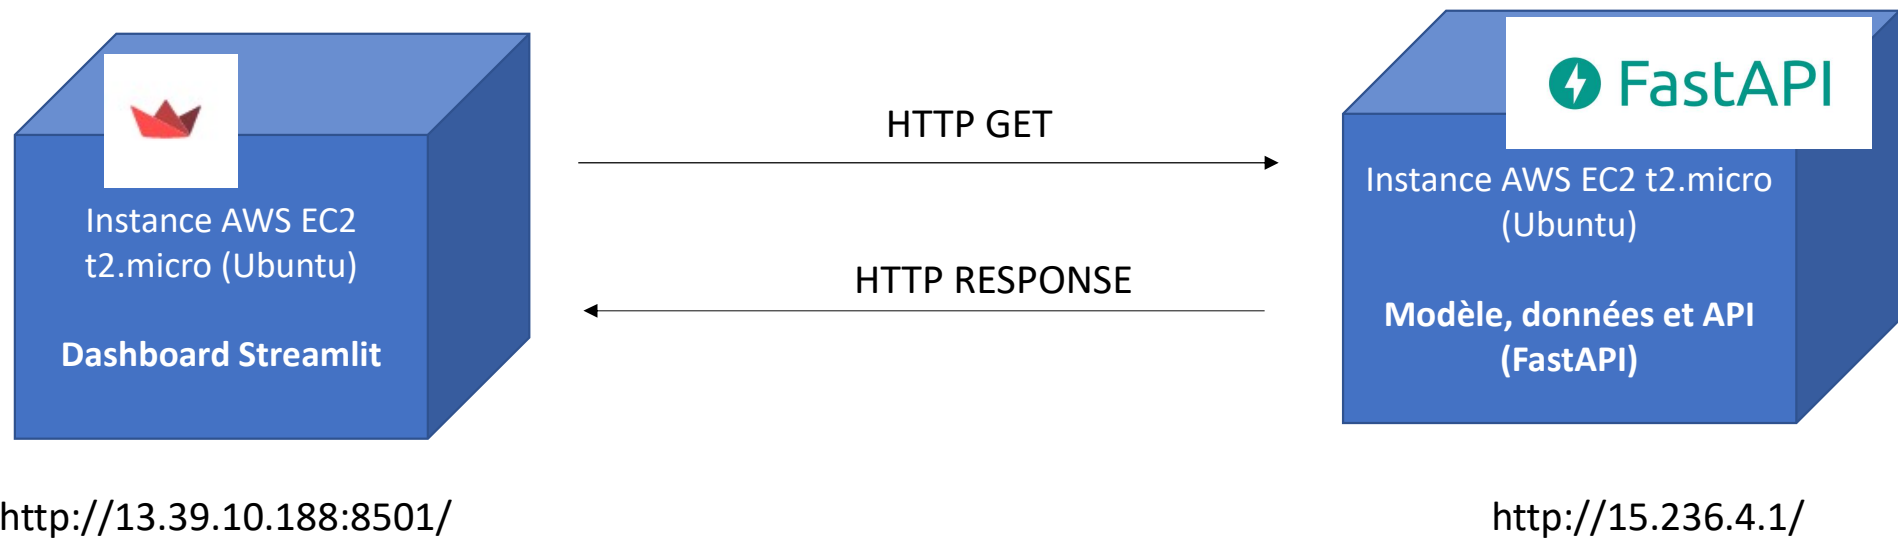 Instance AWS EC2
t2.micro (Ubuntu)
Dashboard Streamlit
http://13.39.10.188:8501/
HTTP GET
HTTP RESPONSE
FastAPI
Instance AWS EC2 t2.micro
(Ubuntu)
Modèle, données et API
(FastAPI)
http://15.236.4.1/